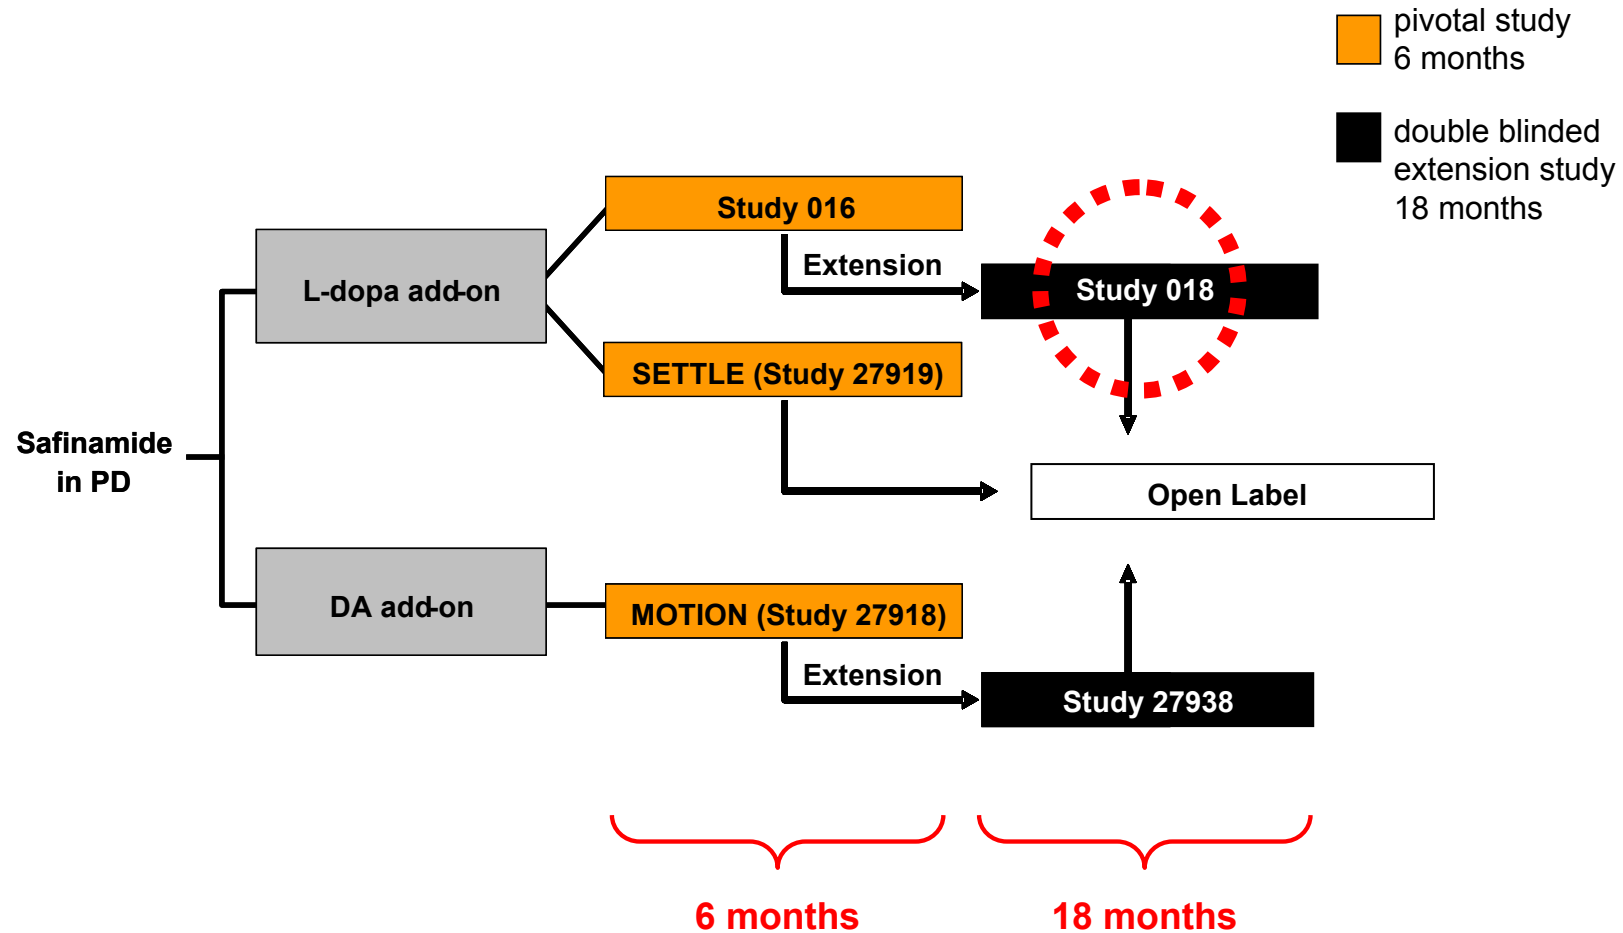 pivotal study
6 months
double blinded
extension study
18 months
Study 016
Extension
Study 018
L-dopa add-on
SETTLE (Study 27919)
Safinamide
in PD
Open Label
DA add-on
MOTION (Study 27918)
Extension
Study 27938
6 months
18 months